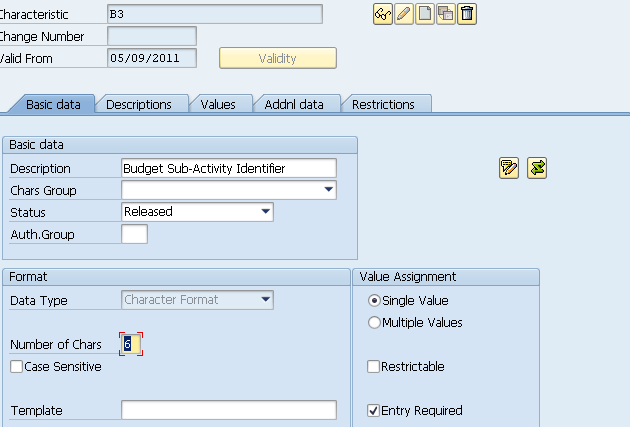 Characteristic B3
Change Number
Valid From 05/09/2011 Validity
Basic data Descriptions Values Addnl data Restrictions
Basic data
Description Budget Sub-Activity Identifier
Chars Group
Status Released
Auth.Group
Format Value Assignment
Data Type Character Format Single Value
Multiple Values
Number of Chars 6
Case Sensitive Restrictable
Template Entry Required